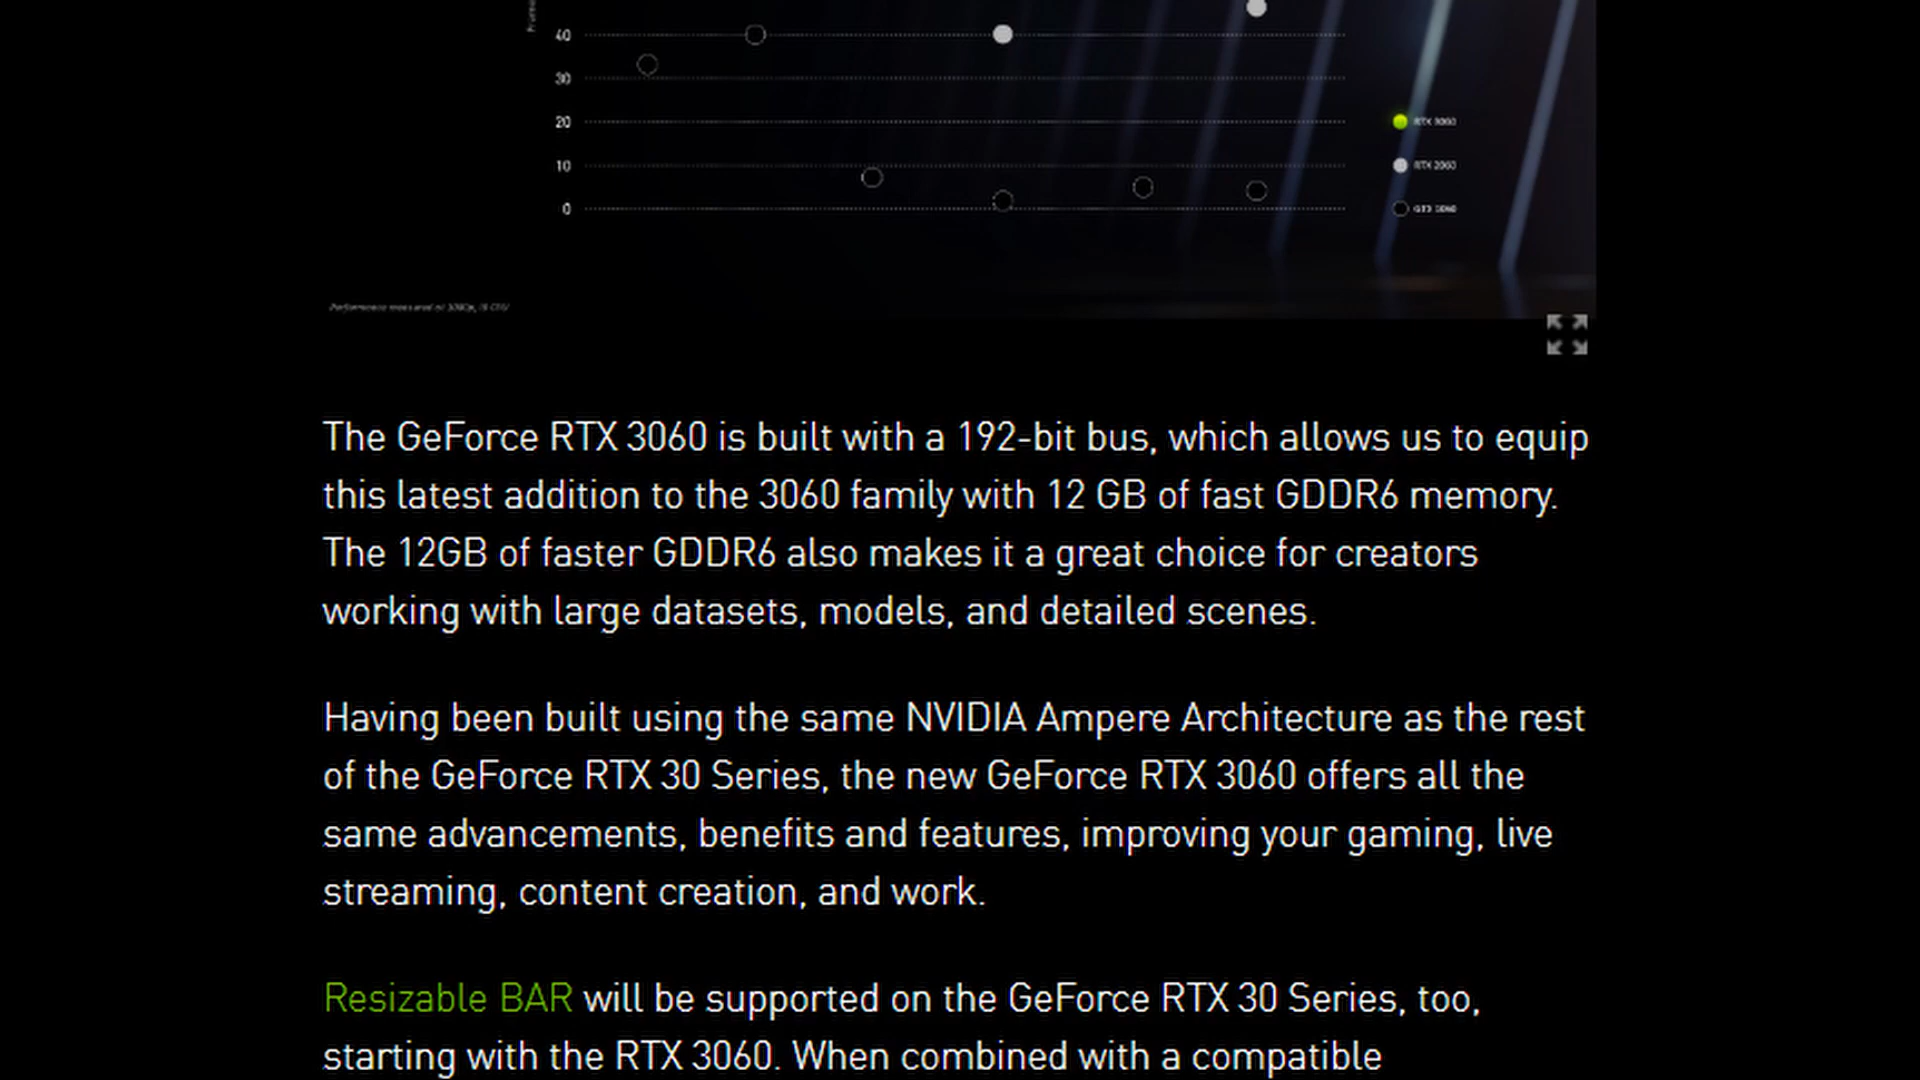 40
30
20
10
0
RTX 3060
RTX 2060
GTX 1060
The GeForce RTX 3060 is built with a 192-bit bus, which allows us to equip
this latest addition to the 3060 family with 12 GB of fast GDDR6 memory.
The 12GB of faster GDDR6 also makes it a great choice for creators
working with large datasets, models, and detailed scenes.
Having been built using the same NVIDIA Ampere Architecture as the rest
of the GeForce RTX 30 Series, the new GeForce RTX 3060 offers all the
same advancements, benefits and features, improving your gaming, live
streaming, content creation, and work.
Resizable BAR will be supported on the GeForce RTX 30 Series, too,
starting with the RTX 3060. When combined with a compatible